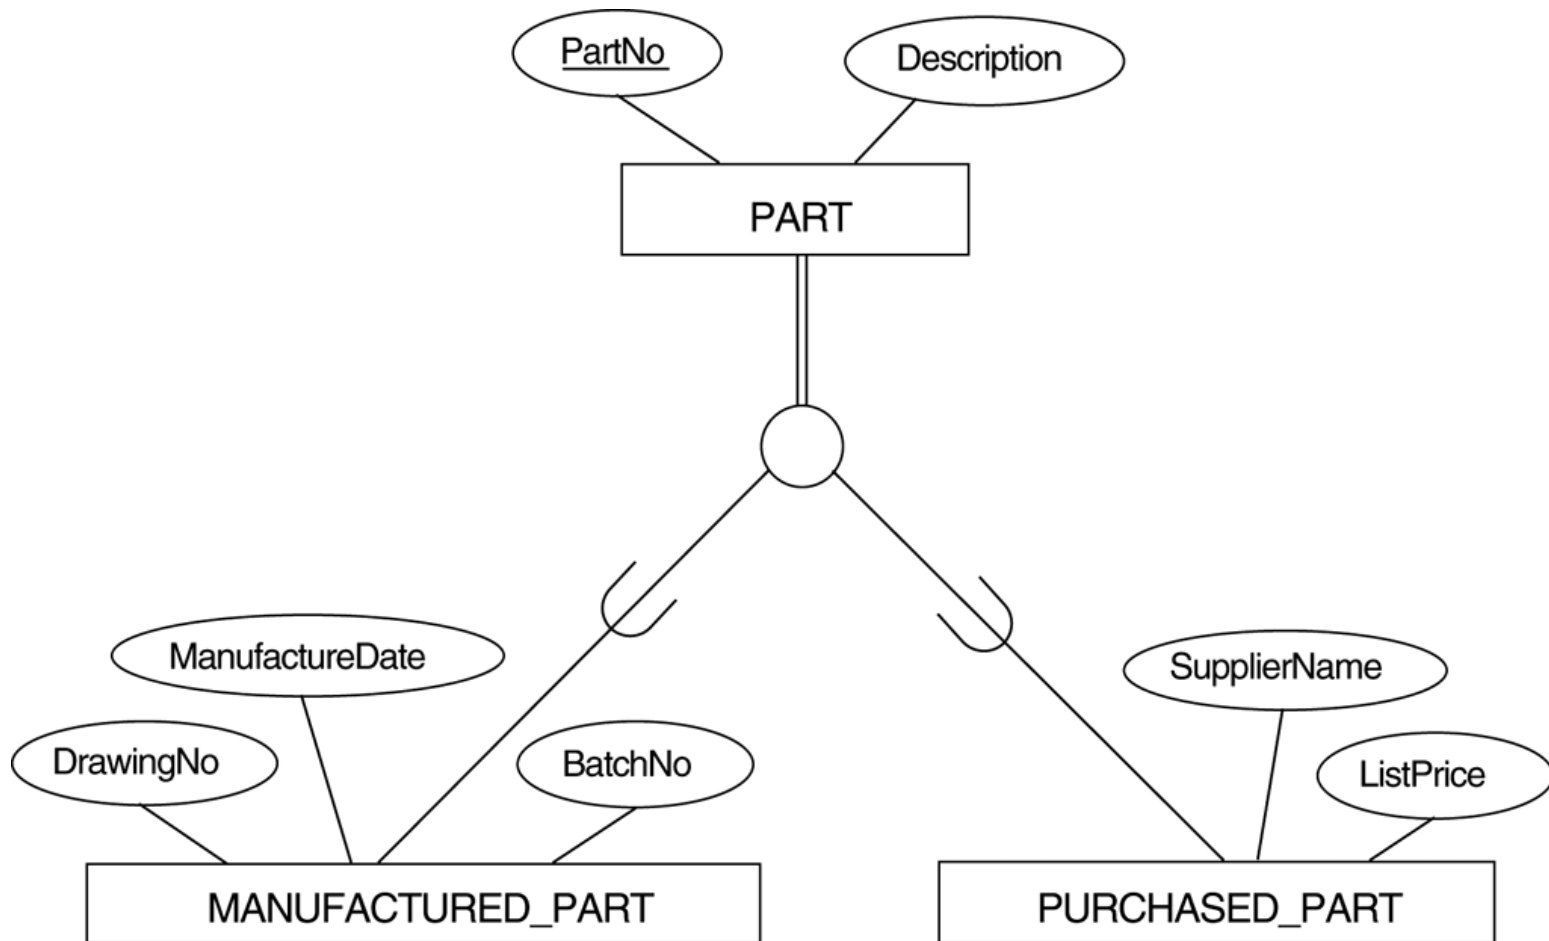 PartNo
Description
PART
ManufactureDate
SupplierName
DrawingNo
BatchNo
ListPrice
MANUFACTURED_PART
PURCHASED_PART